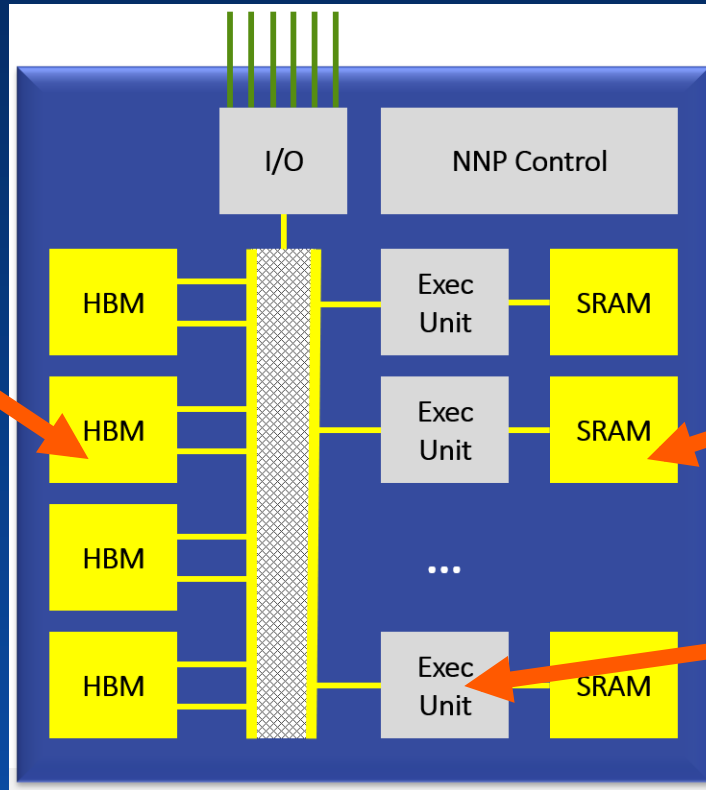 I/O
NNP Control
HBM
Exec
Unit
SRAM
HBM
Exec
Unit
SRAM
HBM
...
HBM
Exec
Unit
SRAM